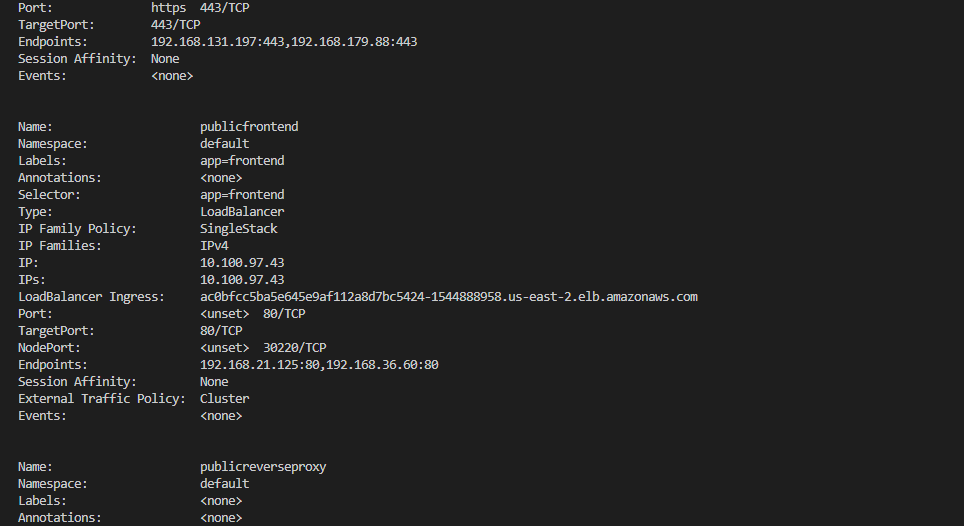 Port: https 443/TCP
TargetPort: 443/TCP
Endpoints: 192.168.131.197:443,192.168.179.88:443
Session Affinity: None
Events: <none>
Name: publicfrontend
Namespace: default
Labels: app=frontend
Annotations: <none>
Selector: app=frontend
Type: LoadBalancer
IP Family Policy: SingleStack
IP Families: IPv4
IP: 10.100.97.43
IPs: 10.100.97.43
LoadBalancer Ingress: ac0bfcc5ba5e645e9af112a8d7bc5424-1544888958.us-east-2.elb.amazonaws.com
Port: <unset> 80/TCP
TargetPort: 80/TCP
NodePort: <unset> 30220/TCP
Endpoints: 192.168.21.125:80,192.168.36.60:80
Session Affinity: None
External Traffic Policy: Cluster
Events: <none>
Name: publicreverseproxy
Namespace: default
Labels: <none>
Annotations: <none>